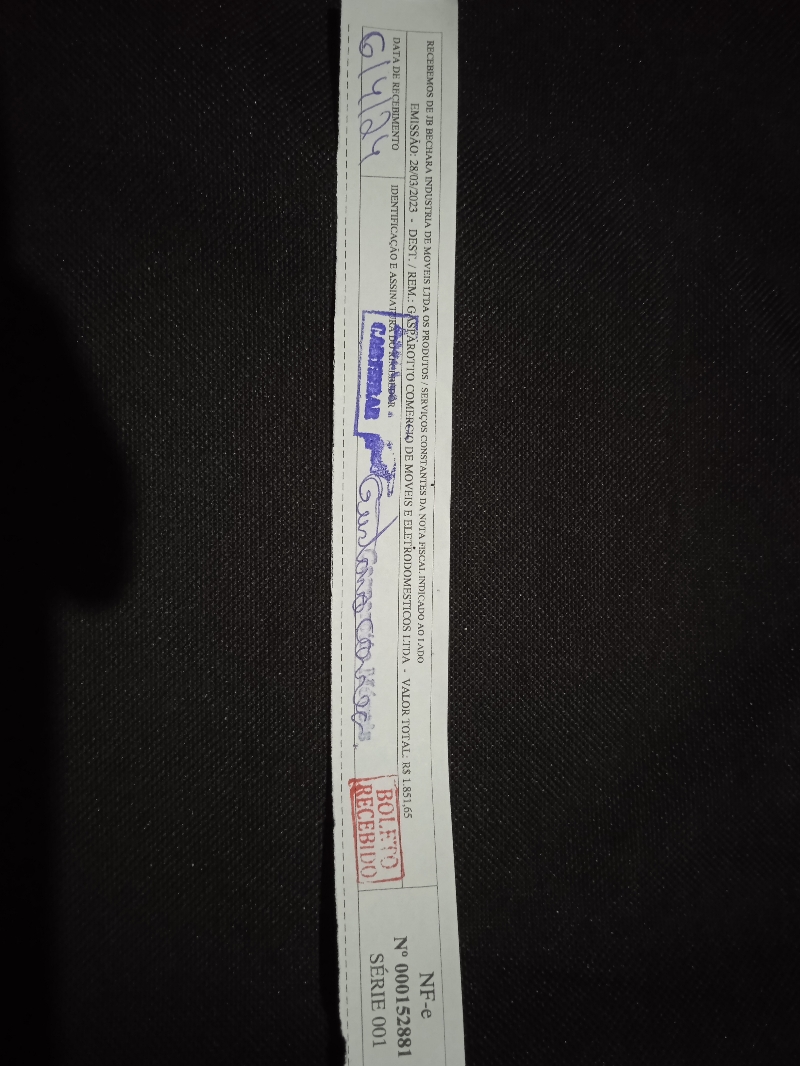 RECEBEMOS DE JB BECHARA INDUSTRIA DE MOVEIS LTDA OS PRODUTOS / SERVIÇOS CONSTANTES DA NOTA FISCAL INDICADO AO LADO
EMISSÃO: 28/03/2023 - DEST. / REM.: GASPAROTTO COMERCIO DE MOVEIS E ELETRODOMESTICOS LTDA - VALOR TOTAL: R$ 1.851,65
DATA DE RECEBIMENTO
6/4/24
IDENTIFICAÇÃO E ASSINATURA DO RECEBEDOR
BOLETO
RECEBIDO
NF-e
Nº 000152881
SÉRIE 001